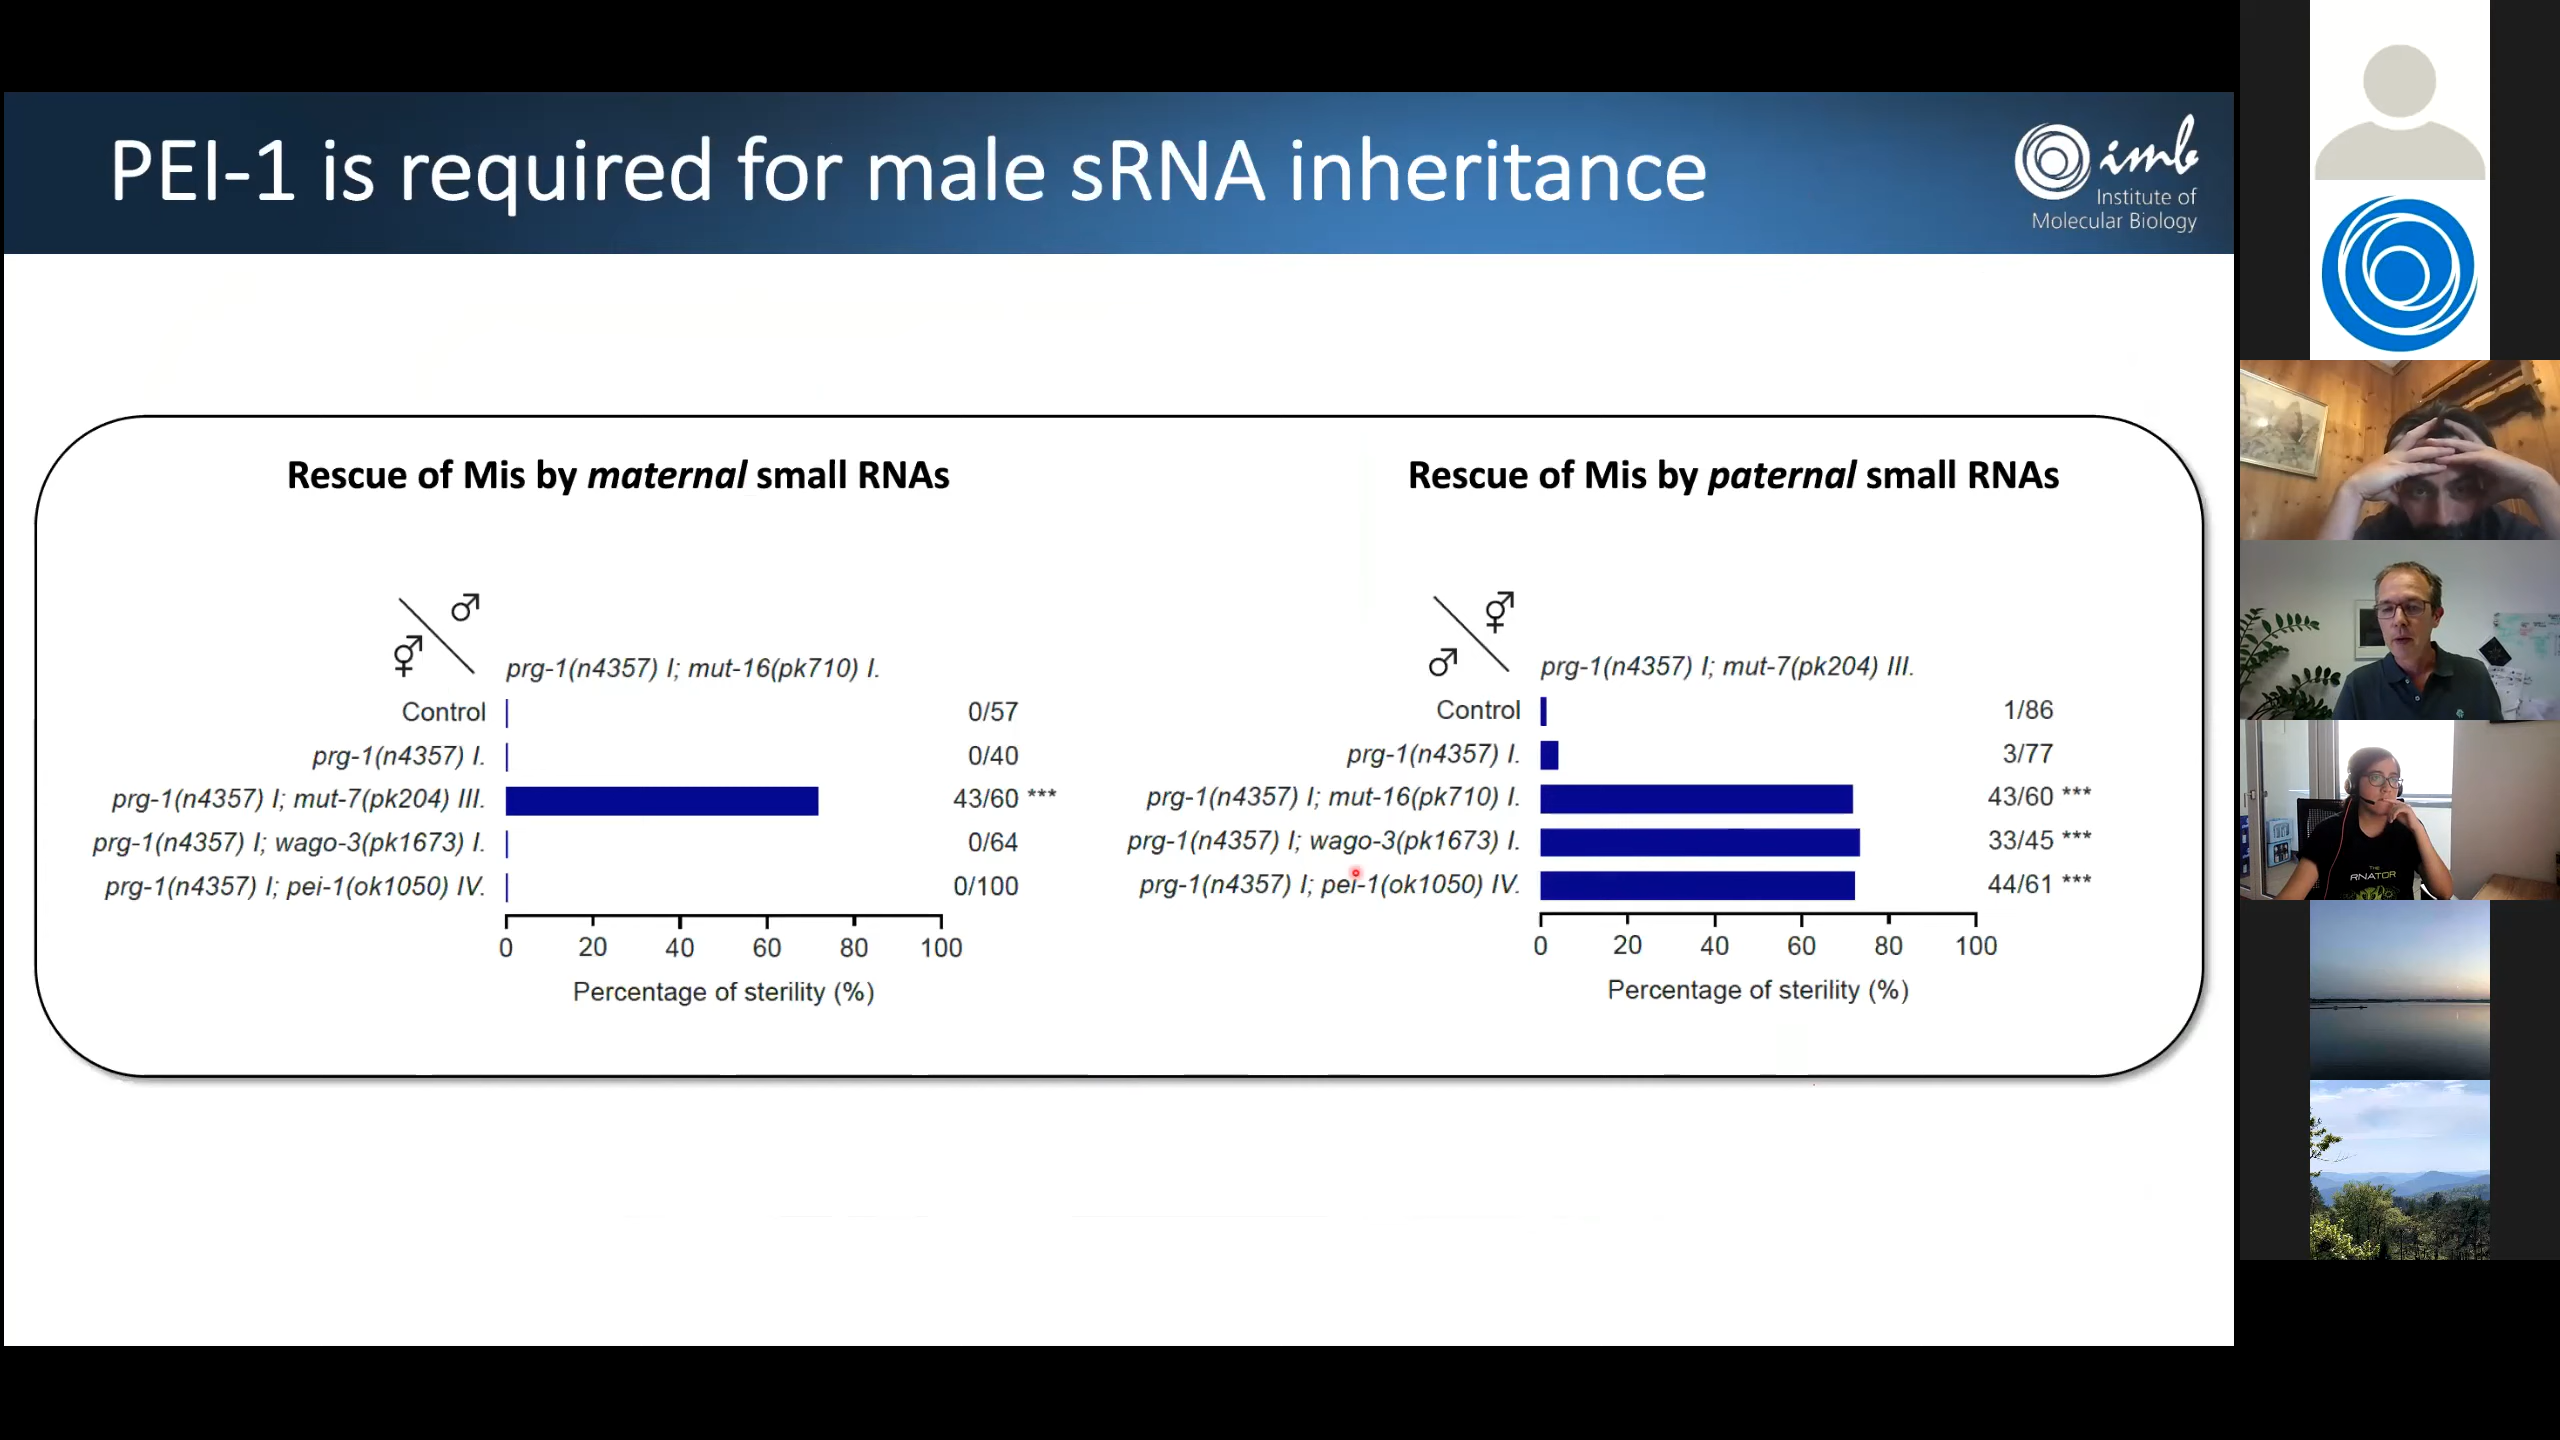 PEI-1 is required for male sRNA inheritance
imb
Institute of
Molecular Biology
Rescue of Mis by maternal small RNAs
♂
⚥
prg-1(n4357) I; mut-16(pk710) I.
Control 0/57
prg-1(n4357) I. 0/40
prg-1(n4357) I; mut-7(pk204) III. 43/60 ***
prg-1(n4357) I; wago-3(pk1673) I. 0/64
prg-1(n4357) I; pei-1(ok1050) IV. 0/100
0 20 40 60 80 100
Percentage of sterility (%)
Rescue of Mis by paternal small RNAs
⚥
♂
prg-1(n4357) I; mut-7(pk204) III.
Control 1/86
prg-1(n4357) I. 3/77
prg-1(n4357) I; mut-16(pk710) I. 43/60 ***
prg-1(n4357) I; wago-3(pk1673) I. 33/45 ***
prg-1(n4357) I; pei-1(ok1050) IV. 44/61 ***
0 20 40 60 80 100
Percentage of sterility (%)
THE
RNATOR